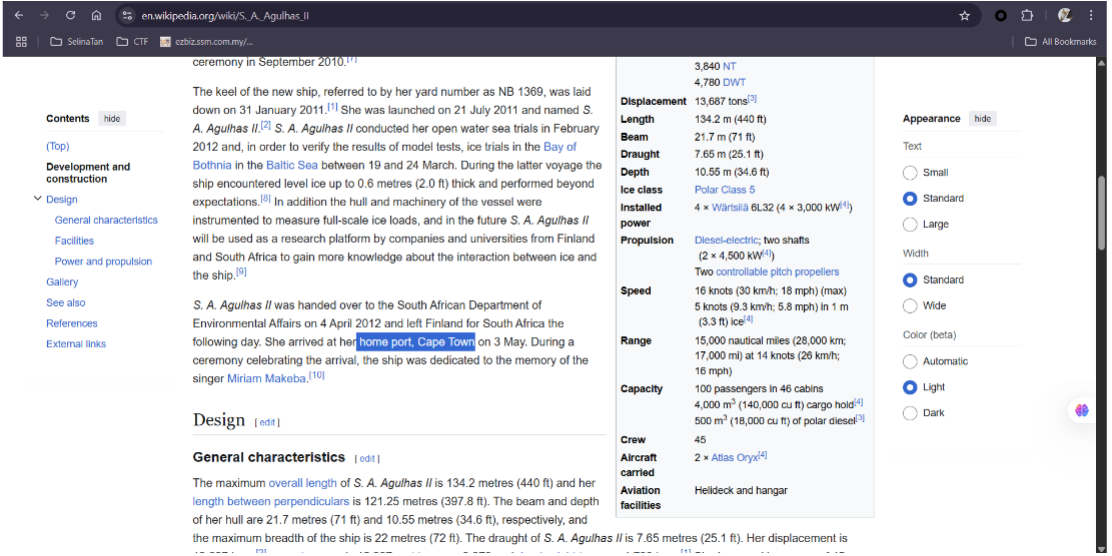 en.wikipedia.org/wiki/S._A._Agulhas_II
SelinaTan
CTF
ezbiz.ssm.com.my/...
All Bookmarks
Contents hide
(Top)
Development and
construction
Design
General characteristics
Facilities
Power and propulsion
Gallery
See also
References
External links
ceremony in September 2010.[7]
The keel of the new ship, referred to by her yard number as NB 1369, was laid
down on 31 January 2011.[1] She was launched on 21 July 2011 and named S.
A. Agulhas II.[2] S. A. Agulhas II conducted her open water sea trials in February
2012 and, in order to verify the results of model tests, ice trials in the Bay of
Bothnia in the Baltic Sea between 19 and 24 March. During the latter voyage the
ship encountered level ice up to 0.6 metres (2.0 ft) thick and performed beyond
expectations.[8] In addition the hull and machinery of the vessel were
instrumented to measure full-scale ice loads, and in the future S. A. Agulhas II
will be used as a research platform by companies and universities from Finland
and South Africa to gain more knowledge about the interaction between ice and
the ship.[9]
S. A. Agulhas II was handed over to the South African Department of
Environmental Affairs on 4 April 2012 and left Finland for South Africa the
following day. She arrived at her home port, Cape Town on 3 May. During a
ceremony celebrating the arrival, the ship was dedicated to the memory of the
singer Miriam Makeba.[10]
Design [ edit ]
General characteristics [ edit ]
The maximum overall length of S. A. Agulhas II is 134.2 metres (440 ft) and her
length between perpendiculars is 121.25 metres (397.8 ft). The beam and depth
of her hull are 21.7 metres (71 ft) and 10.55 metres (34.6 ft), respectively, and
the maximum breadth of the ship is 22 metres (72 ft). The draught of S. A. Agulhas II is 7.65 metres (25.1 ft). Her displacement is
3,840 NT
4,780 DWT
Displacement 13,687 tons[3]
Length 134.2 m (440 ft)
Beam 21.7 m (71 ft)
Draught 7.65 m (25.1 ft)
Depth 10.55 m (34.6 ft)
Ice class Polar Class 5
Installed 4 × Wärtsilä 6L32 (4 × 3,000 kW[4])
power
Propulsion Diesel-electric; two shafts
(2 × 4,500 kW[4])
Two controllable pitch propellers
Speed 16 knots (30 km/h; 18 mph) (max)
5 knots (9.3 km/h; 5.8 mph) in 1 m
(3.3 ft) ice[4]
Range 15,000 nautical miles (28,000 km;
17,000 mi) at 14 knots (26 km/h;
16 mph)
Capacity 100 passengers in 46 cabins
4,000 m³ (140,000 cu ft) cargo hold[4]
500 m³ (18,000 cu ft) of polar diesel[3]
Crew 45
Aircraft 2 × Atlas Oryx[4]
carried
Aviation Helideck and hangar
facilities
Appearance hide
Text
Small
Standard
Large
Width
Standard
Wide
Color (beta)
Automatic
Light
Dark